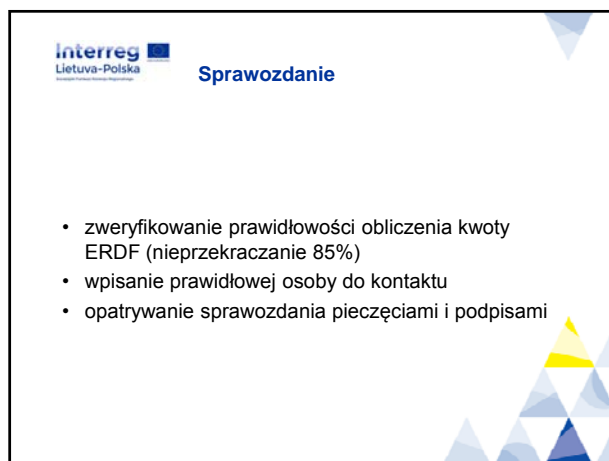 Interreg
Lietuva-Polska
Sprawozdanie
• zweryfikowanie prawidłowości obliczenia kwoty
ERDF (nieprzekraczanie 85%)
• wpisanie prawidłowej osoby do kontaktu
• opatrywanie sprawozdania pieczęciami i podpisami